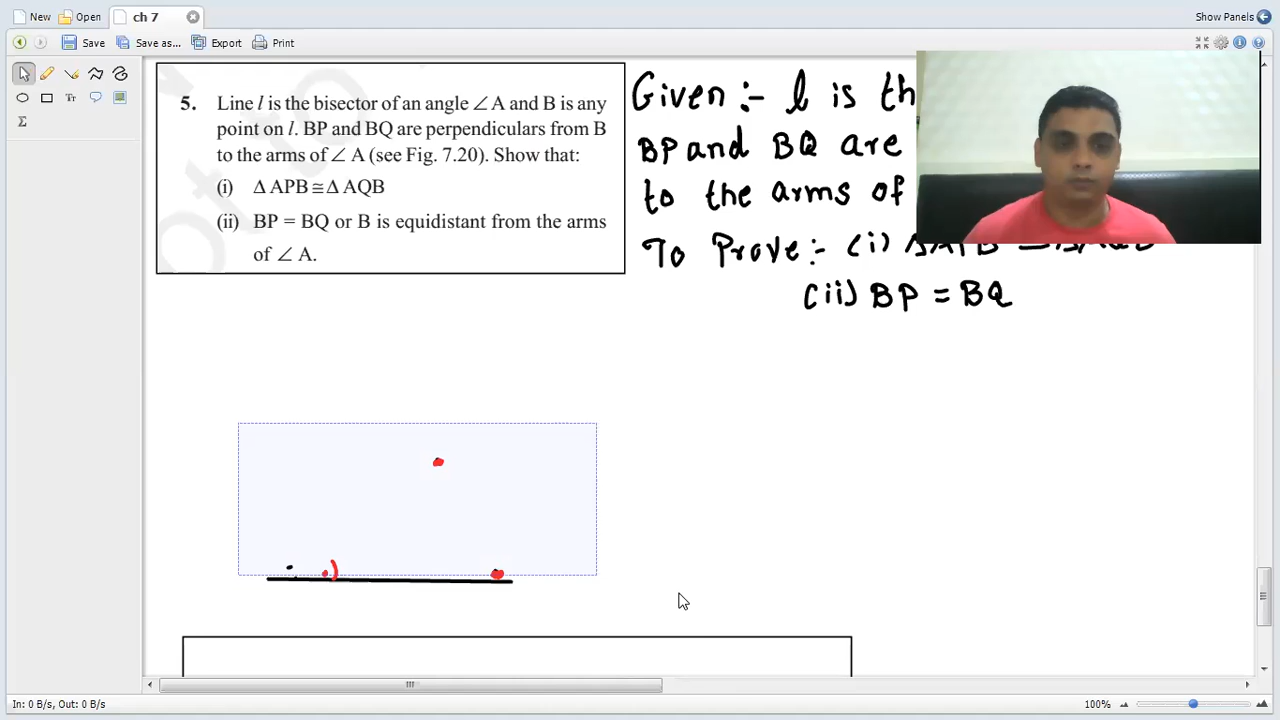 New Open ch 7 Show Panels
Save Save as... Export Print
5. Line l is the bisector of an angle ∠ A and B is any
point on l. BP and BQ are perpendiculars from B
to the arms of ∠ A (see Fig. 7.20). Show that:
(i) Δ APB ≅ Δ AQB
(ii) BP = BQ or B is equidistant from the arms
of ∠ A.
Given :- l is th
BP and BQ are
to the arms of
To Prove :- (i)
(ii) BP = BQ
Tr
Σ
In: 0 B/s, Out: 0 B/s 100%